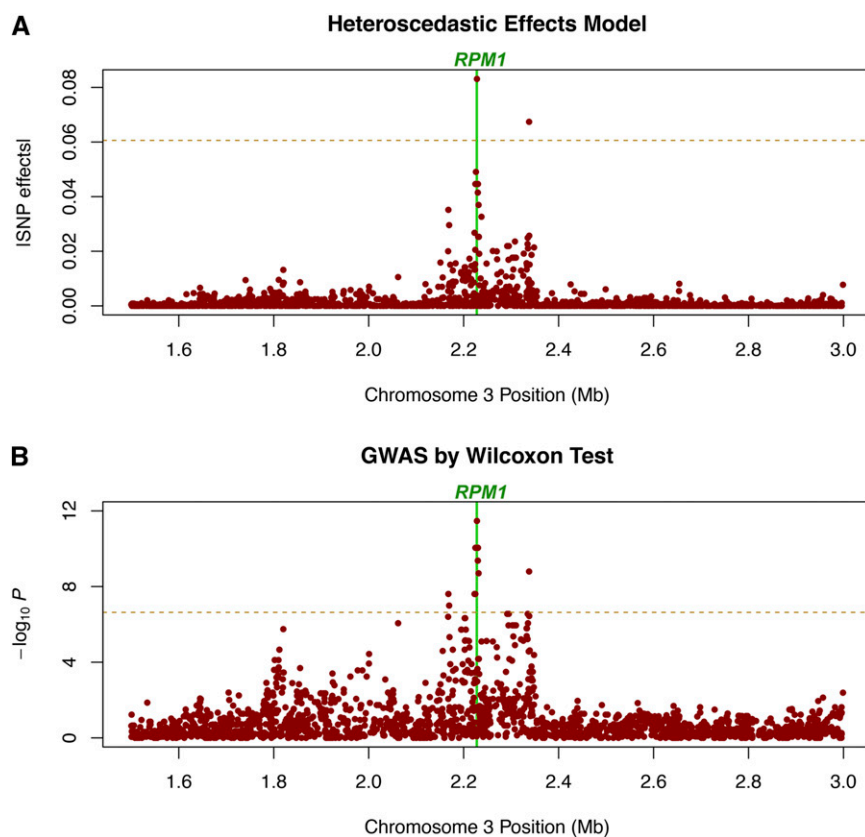 A
Heteroscedastic Effects Model
RPM1
|SNP effects|
0.08
0.06
0.04
0.02
0.00
1.6 1.8 2.0 2.2 2.4 2.6 2.8 3.0
Chromosome 3 Position (Mb)
B
GWAS by Wilcoxon Test
RPM1
−log₁₀ P
12
8
4
0
1.6 1.8 2.0 2.2 2.4 2.6 2.8 3.0
Chromosome 3 Position (Mb)